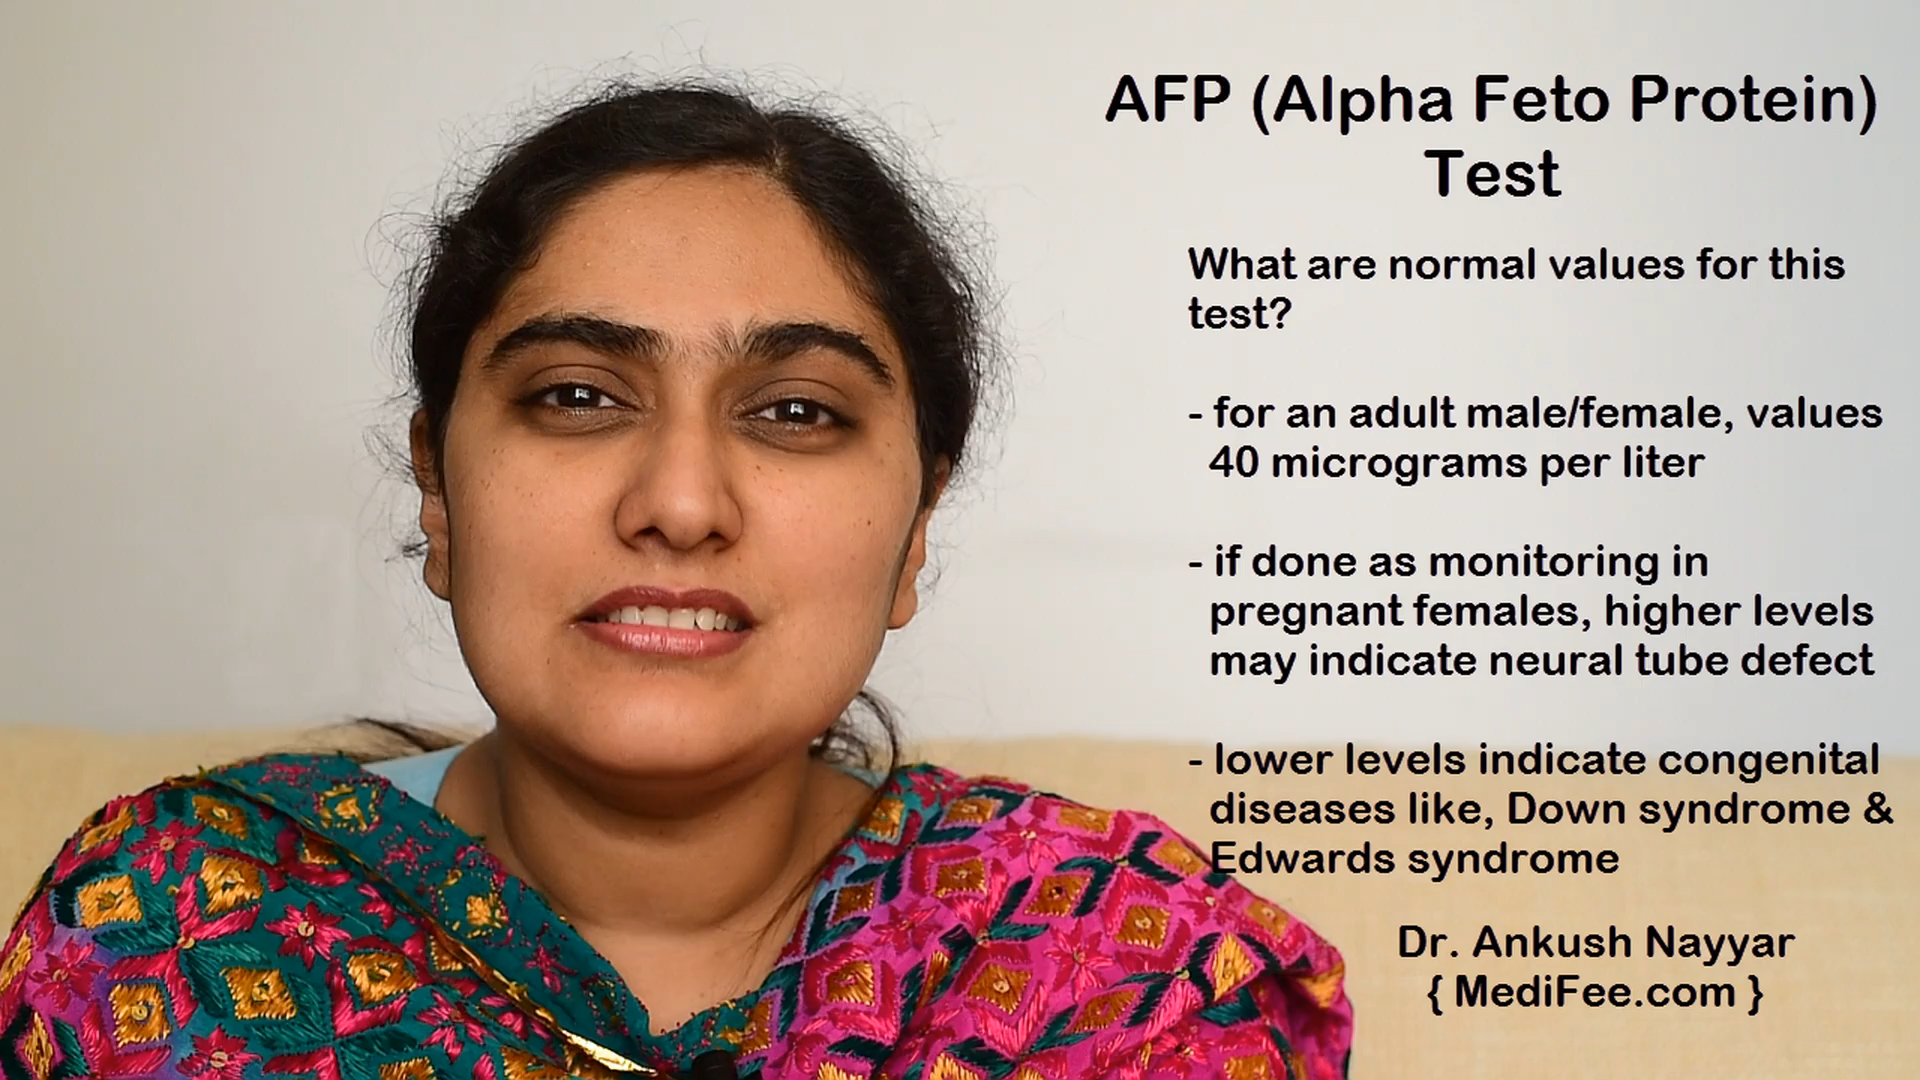 AFP (Alpha Feto Protein)
Test
What are normal values for this
test?
- for an adult male/female, values
40 micrograms per liter
- if done as monitoring in
pregnant females, higher levels
may indicate neural tube defect
- lower levels indicate congenital
diseases like, Down syndrome &
Edwards syndrome
Dr. Ankush Nayyar
{ MediFee.com }